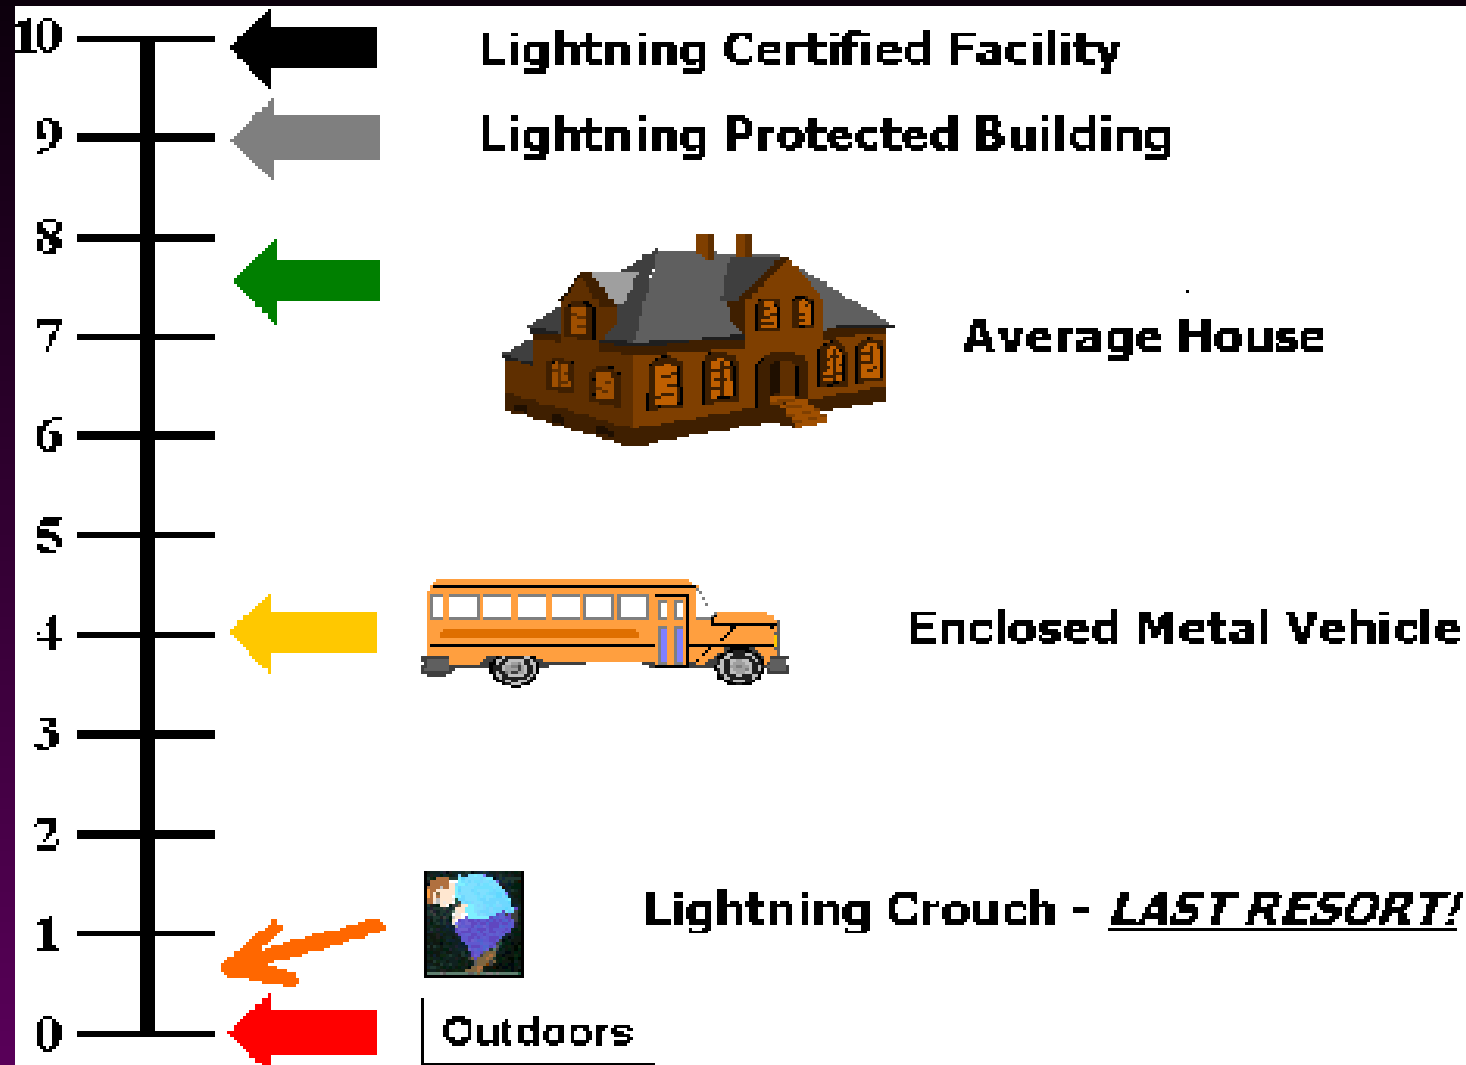 10 Lightning Certified Facility
9 Lightning Protected Building
8
7 Average House
6
5
4 Enclosed Metal Vehicle
3
2
1 Lightning Crouch - LAST RESORT!
0 Outdoors